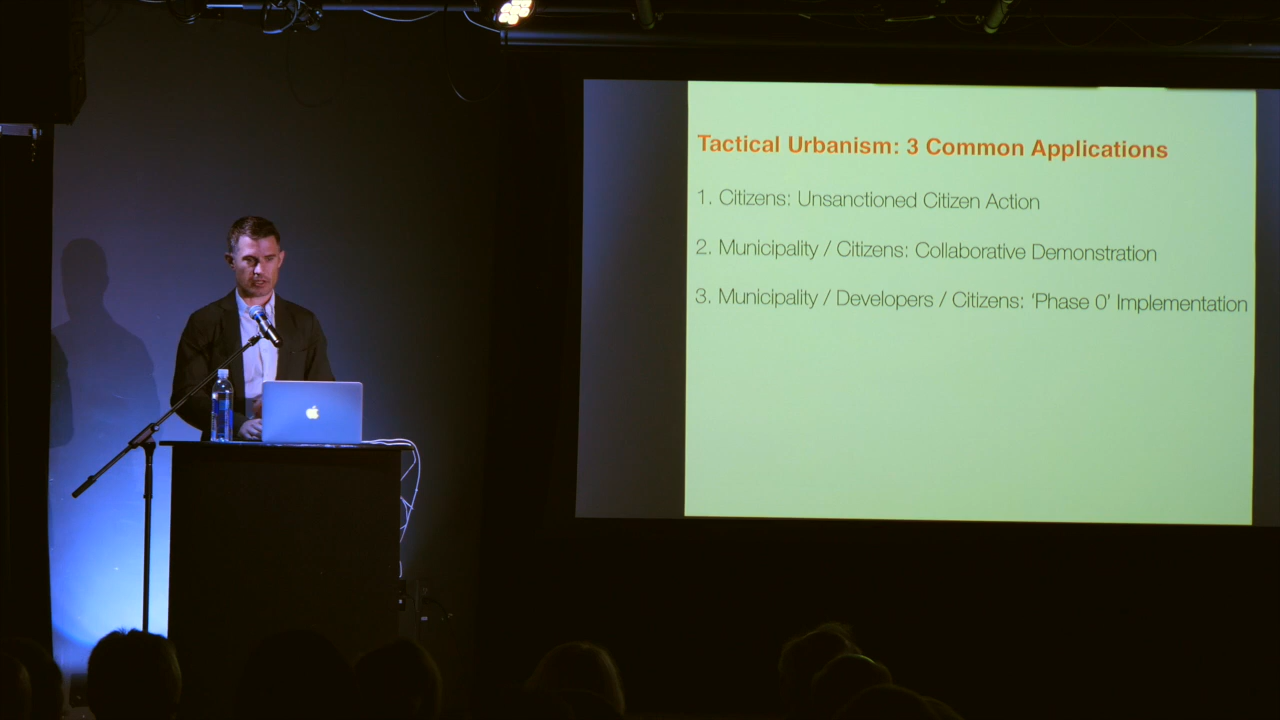 Tactical Urbanism: 3 Common Applications
1. Citizens: Unsanctioned Citizen Action
2. Municipality / Citizens: Collaborative Demonstration
3. Municipality / Developers / Citizens: ‘Phase 0’ Implementation